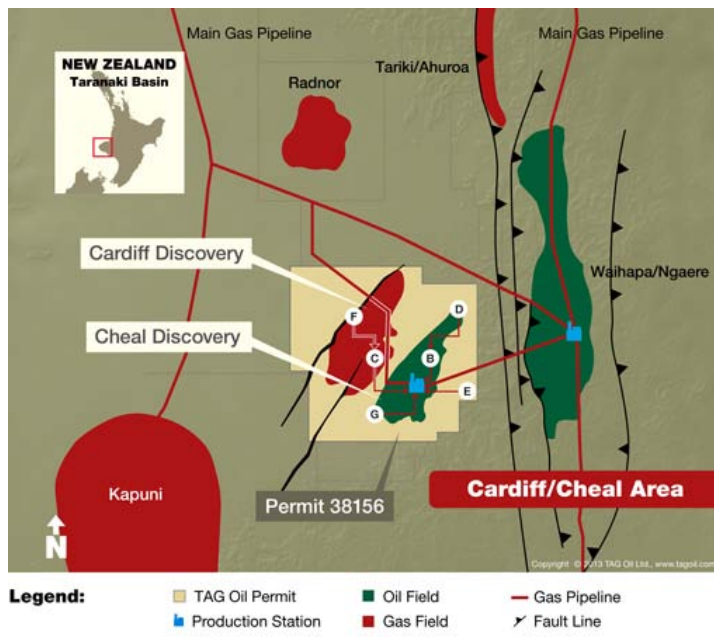 Main Gas Pipeline
Main Gas Pipeline
NEW ZEALAND
Taranaki Basin
Tariki/Ahuroa
Radnor
Cardiff Discovery
Waihapa/Ngaere
Cheal Discovery
D
F
B
C
E
G
Kapuni
Cardiff/Cheal Area
Permit 38156
N
Copyright © 2013 TAG Oil Ltd., www.tagoil.com
Legend:
TAG Oil Permit
Oil Field
Gas Pipeline
Production Station
Gas Field
Fault Line